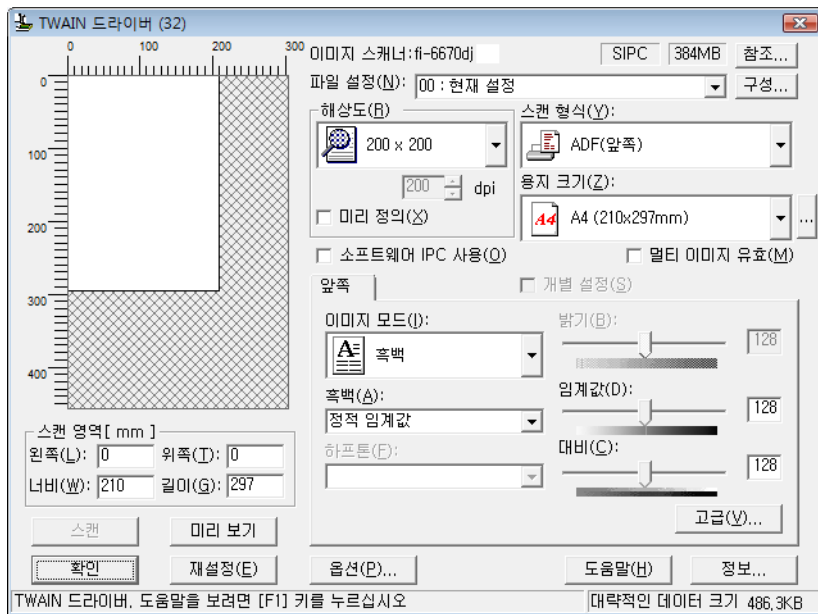 TWAIN 드라이버 (32)
0 100 200 300
0
100
200
300
400
이미지 스캐너:fi-6670dj SIPC 384MB 참조...
파일 설정(N): 00 : 현재 설정 구성...
해상도(R)
200 x 200
200 dpi
미리 정의(X)
스캔 형식(Y):
ADF(앞쪽)
용지 크기(Z):
A4 A4 (210x297mm) ...
소프트웨어 IPC 사용(O) 멀티 이미지 유효(M)
앞쪽 개별 설정(S)
이미지 모드(I):
A 흑백
흑백(A):
정적 임계값
하프톤(F):
밝기(B):
128
임계값(D):
128
대비(C):
128
고급(V)...
스캔 영역[ mm ]
왼쪽(L): 0 위쪽(T): 0
너비(W): 210 길이(G): 297
스캔 미리 보기
확인 재설정(E) 옵션(P)... 도움말(H) 정보...
TWAIN 드라이버, 도움말을 보려면 [F1] 키를 누르십시오 대략적인 데이터 크기 486,3KB